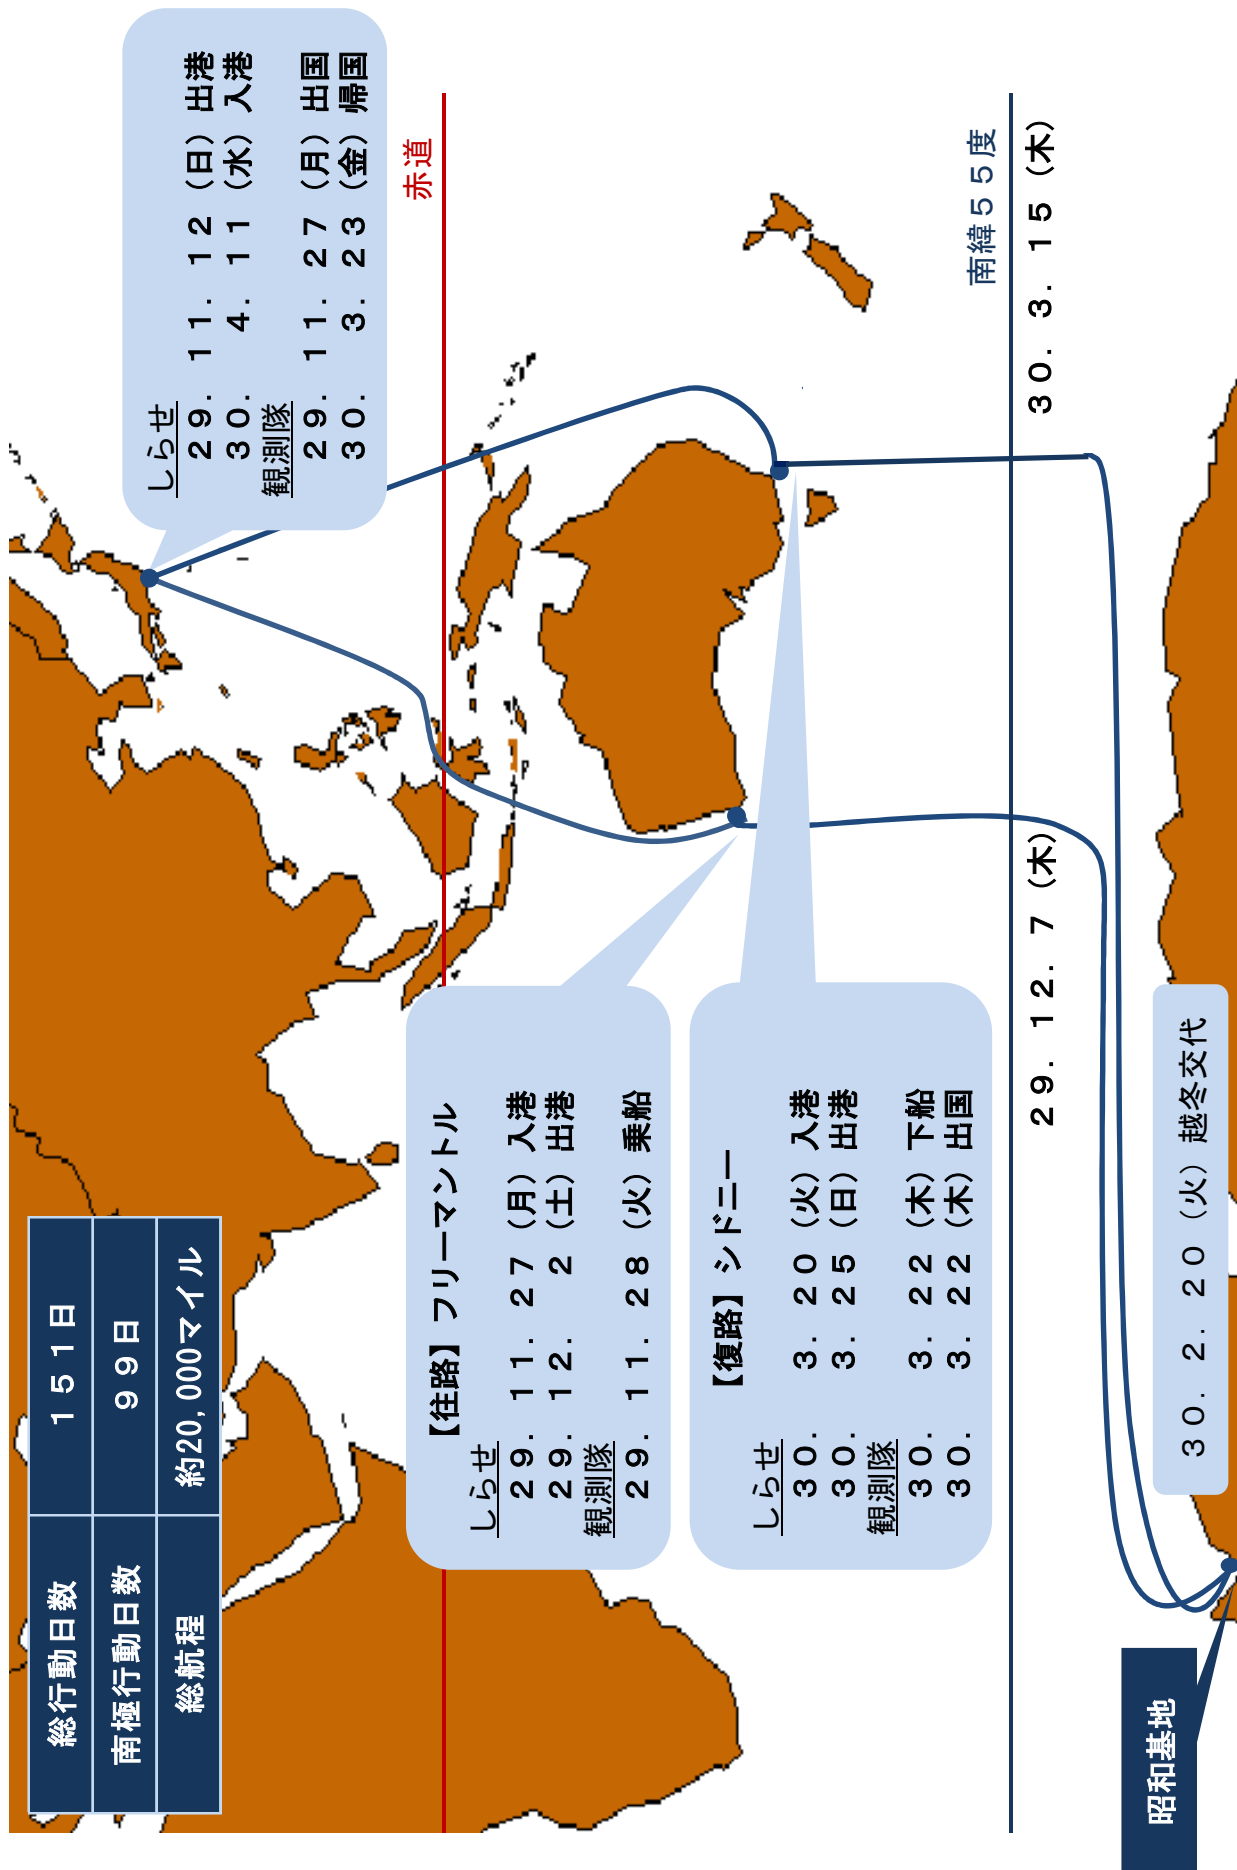 総行動日数 １５１日
南極行動日数 ９９日
総航程 約20,000マイル
しらせ
２９．１１．１２（日）出港
３０．　４．１１（水）入港
観測隊
２９．１１．２７（月）出国
３０．　３．２３（金）帰国
赤道
【往路】フリーマントル
しらせ
２９．１１．２７（月）入港
２９．１２．　２（土）出港
観測隊
２９．１１．２８（火）乗船
【復路】シドニー
しらせ
３０．　３．２０（火）入港
３０．　３．２５（日）出港
観測隊
３０．　３．２２（木）下船
３０．　３．２２（木）出国
南緯５５度
２９．１２．７（木）
３０．３．１５（木）
３０．２．２０（火）越冬交代
昭和基地